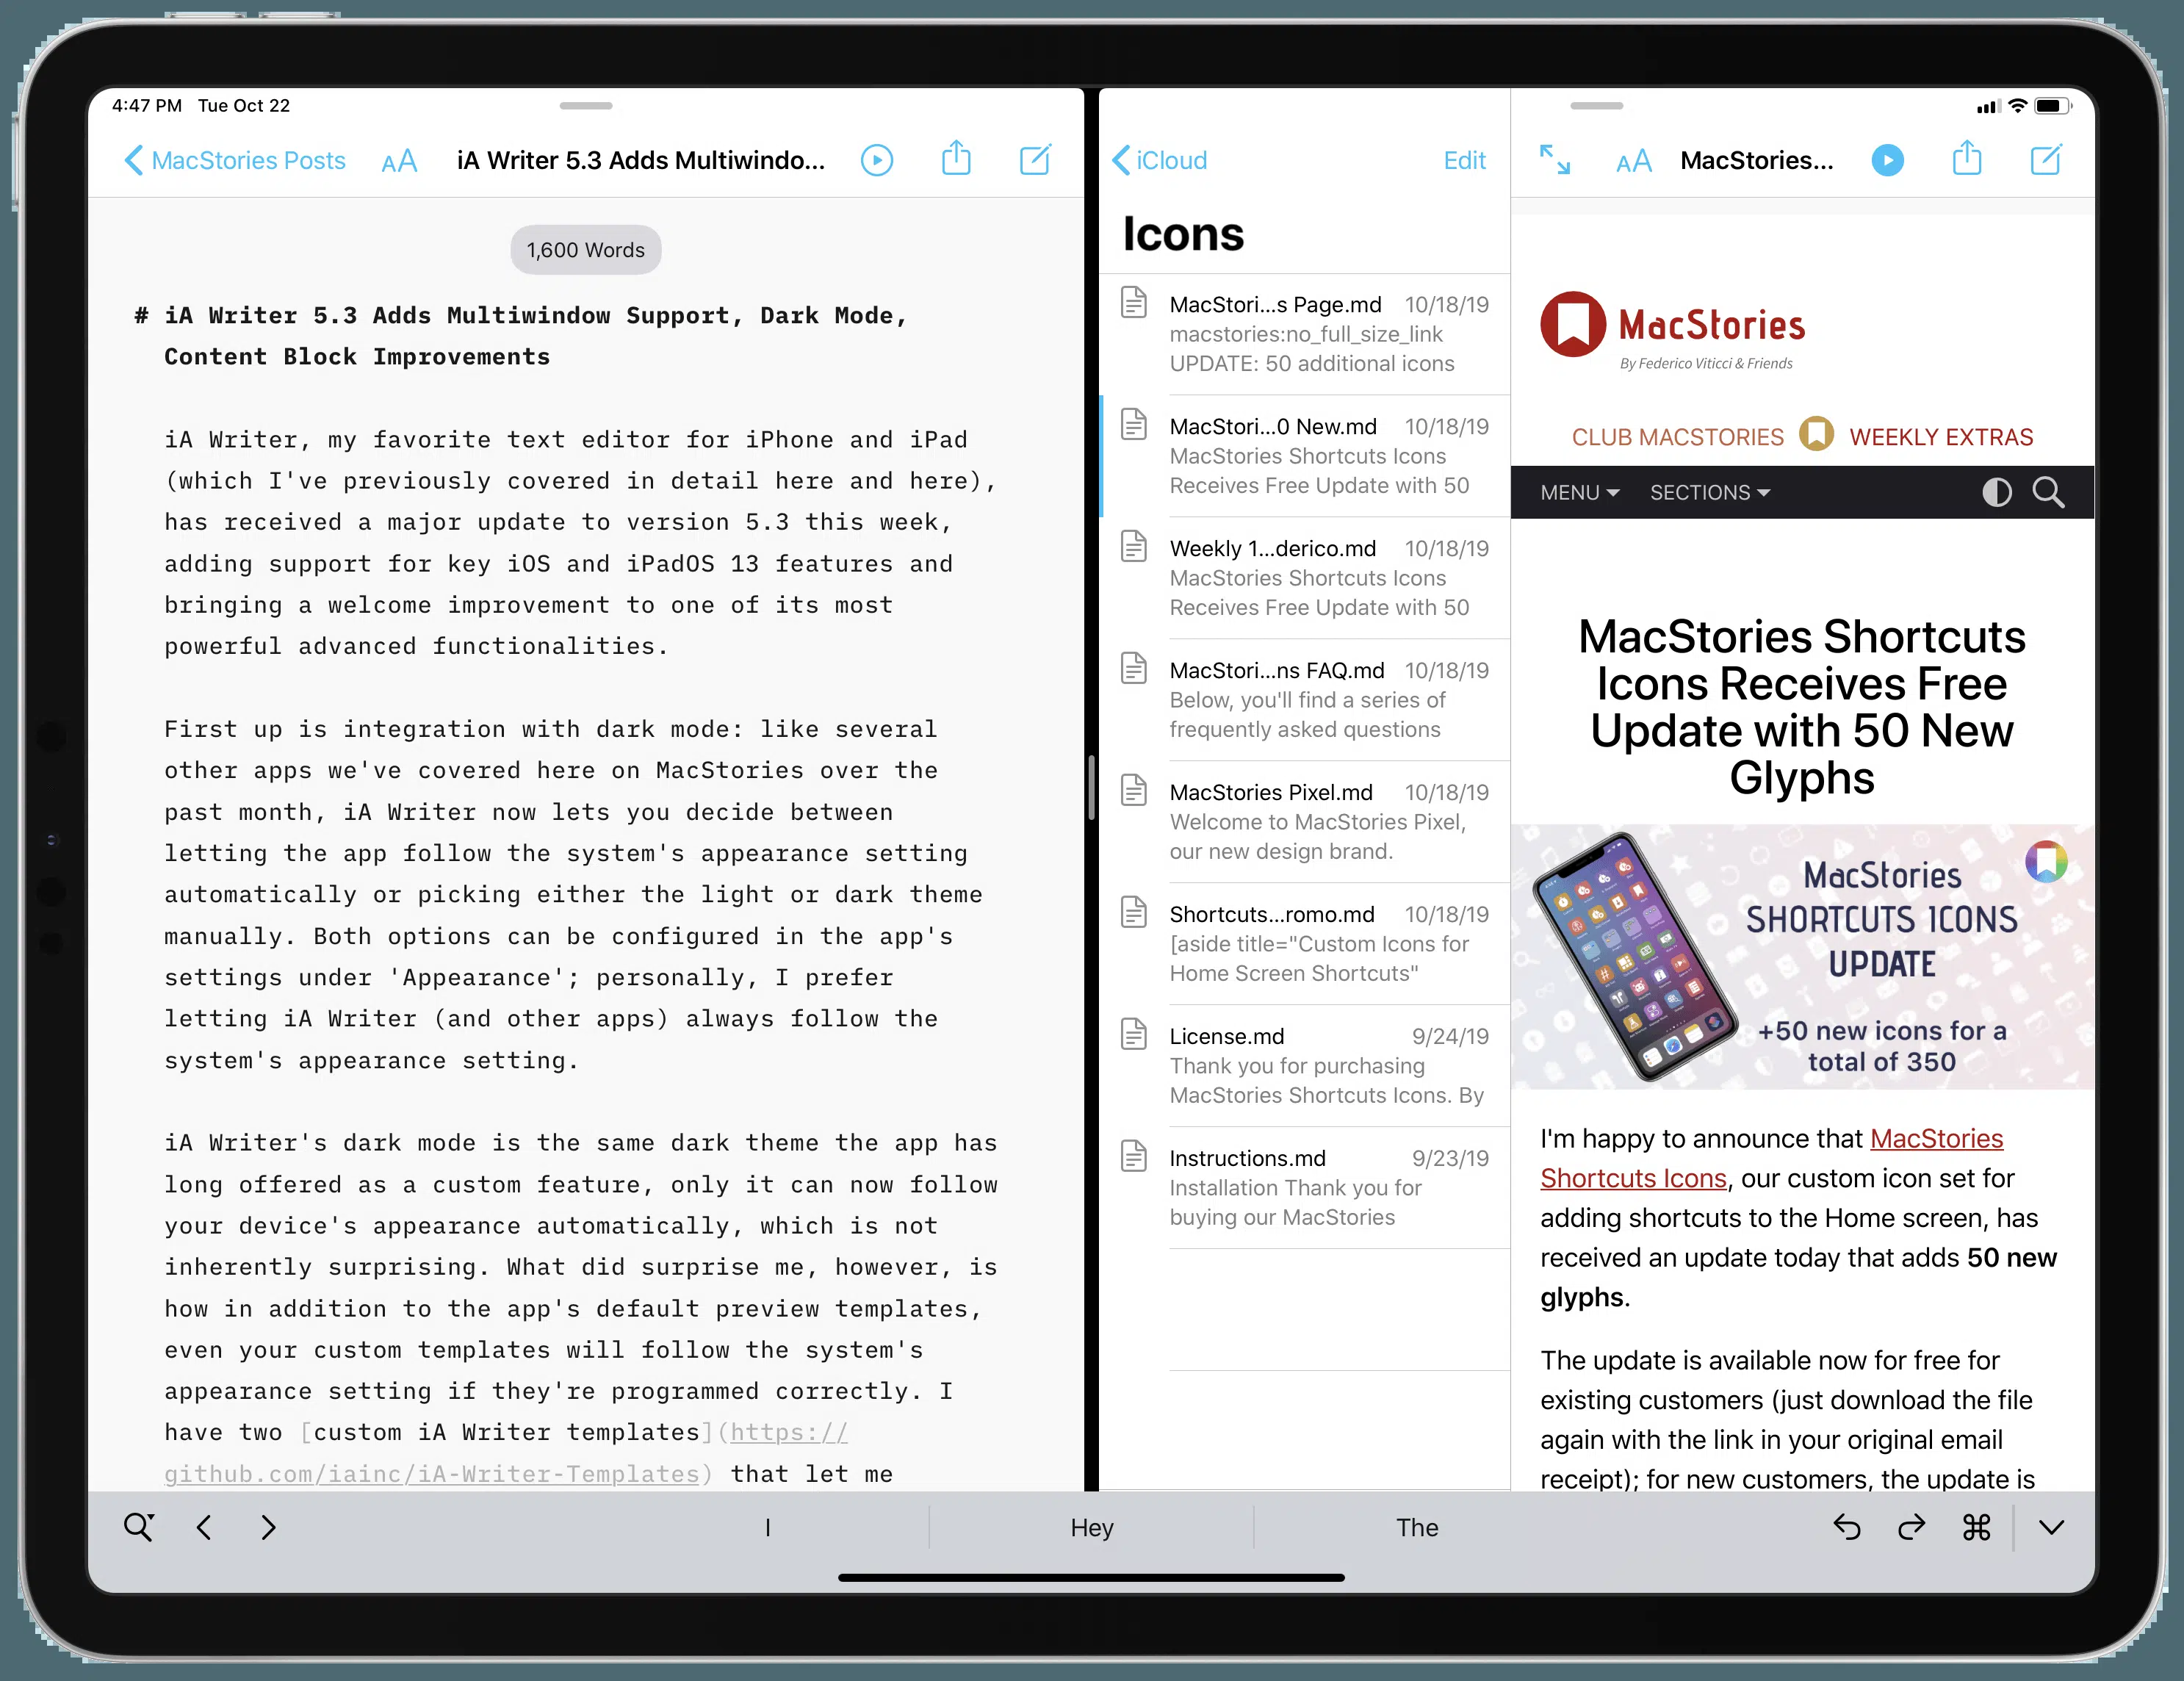 4:47 PM Tue Oct 22
MacStories Posts
AA
iA Writer 5.3 Adds Multiwindo...
1,600 Words
# iA Writer 5.3 Adds Multiwindow Support, Dark Mode,
Content Block Improvements
iA Writer, my favorite text editor for iPhone and iPad
(which I've previously covered in detail here and here),
has received a major update to version 5.3 this week,
adding support for key iOS and iPadOS 13 features and
bringing a welcome improvement to one of its most
powerful advanced functionalities.
First up is integration with dark mode: like several
other apps we've covered here on MacStories over the
past month, iA Writer now lets you decide between
letting the app follow the system's appearance setting
automatically or picking either the light or dark theme
manually. Both options can be configured in the app's
settings under 'Appearance'; personally, I prefer
letting iA Writer (and other apps) always follow the
system's appearance setting.
iA Writer's dark mode is the same dark theme the app has
long offered as a custom feature, only it can now follow
your device's appearance automatically, which is not
inherently surprising. What did surprise me, however, is
how in addition to the app's default preview templates,
even your custom templates will follow the system's
appearance setting if they're programmed correctly. I
have two [custom iA Writer templates](https://
github.com/iainc/iA-Writer-Templates) that let me
iCloud
Edit
Icons
MacStori...s Page.md 10/18/19
macstories:no_full_size_link
UPDATE: 50 additional icons
MacStori...0 New.md 10/18/19
MacStories Shortcuts Icons
Receives Free Update with 50
Weekly 1...derico.md 10/18/19
MacStories Shortcuts Icons
Receives Free Update with 50
MacStori...ns FAQ.md 10/18/19
Below, you'll find a series of
frequently asked questions
MacStories Pixel.md 10/18/19
Welcome to MacStories Pixel,
our new design brand.
Shortcuts...romo.md 10/18/19
[aside title="Custom Icons for
Home Screen Shortcuts"
License.md 9/24/19
Thank you for purchasing
MacStories Shortcuts Icons. By
Instructions.md 9/23/19
Installation Thank you for
buying our MacStories
AA
MacStories...
MacStories
By Federico Viticci & Friends
CLUB MACSTORIES WEEKLY EXTRAS
MENU SECTIONS
MacStories Shortcuts
Icons Receives Free
Update with 50 New
Glyphs
MacStories
SHORTCUTS ICONS
UPDATE
+50 new icons for a
total of 350
I'm happy to announce that MacStories
Shortcuts Icons, our custom icon set for
adding shortcuts to the Home screen, has
received an update today that adds 50 new
glyphs.
The update is available now for free for
existing customers (just download the file
again with the link in your original email
receipt); for new customers, the update is
I Hey The